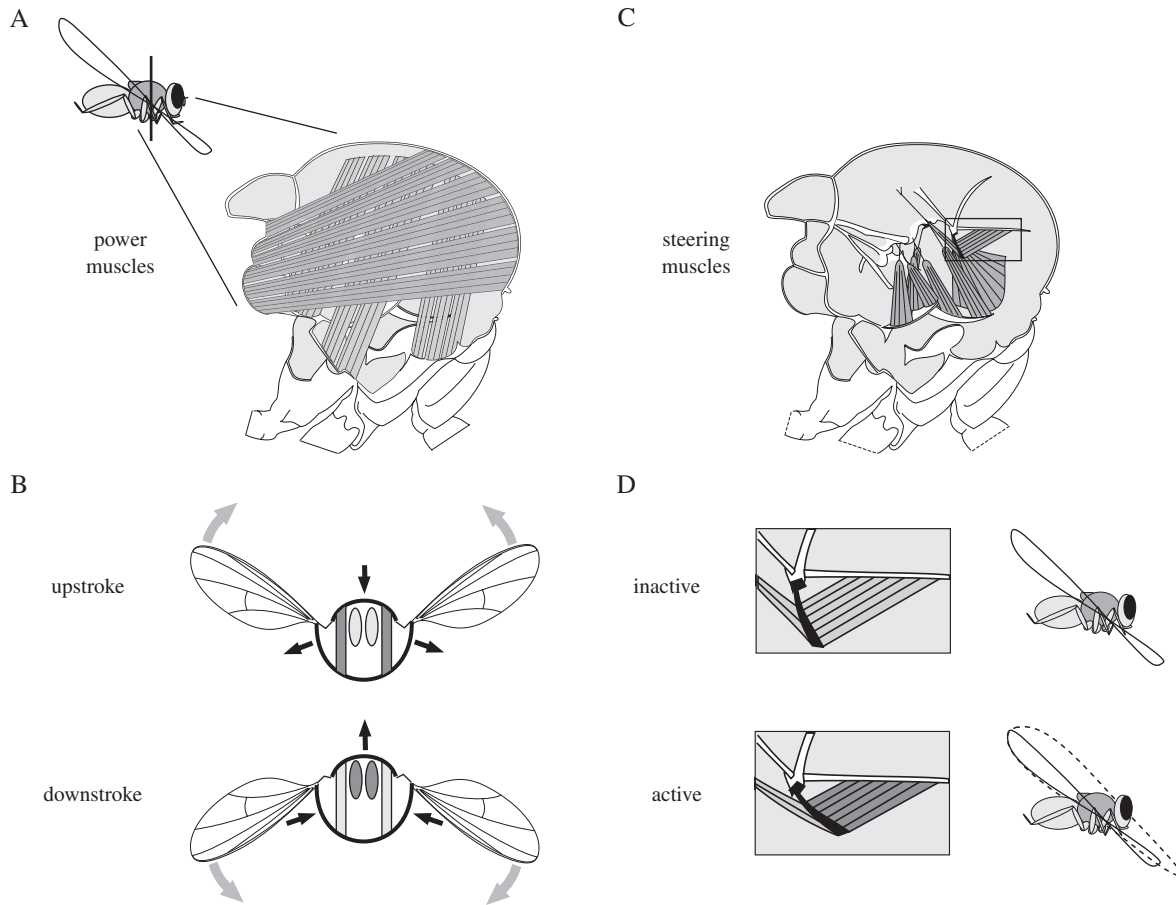 A
power
muscles
B
upstroke
downstroke
C
steering
muscles
D
inactive
active